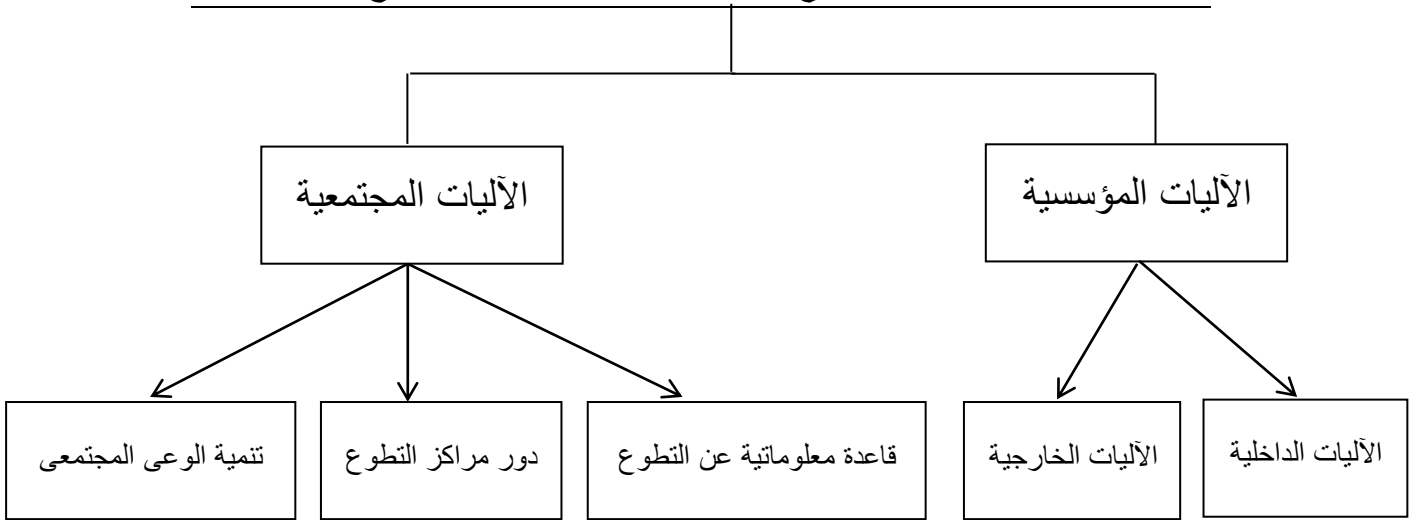 الآليات المؤسسية
الآليات المجتمعية
الآليات الداخلية
الآليات الخارجية
قاعدة معلوماتية عن التطوع
دور مراكز التطوع
تنمية الوعى المجتمعى